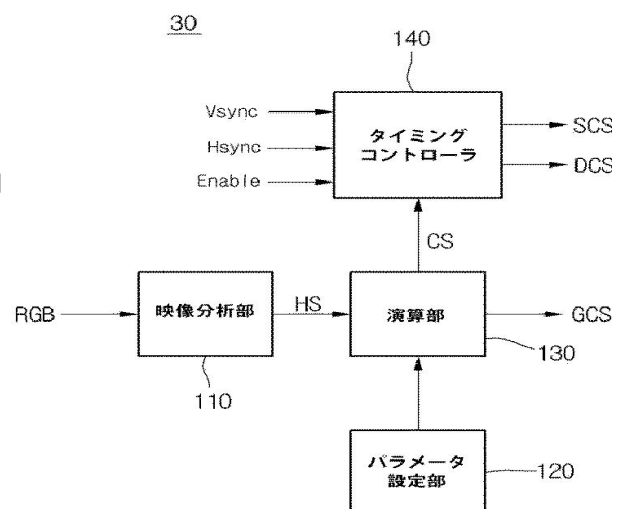 30
140
Vsync
Hsync
Enable
タイミング
コントローラ
SCS
DCS
CS
RGB
映像分析部
HS
演算部
GCS
110
130
パラメータ
設定部
120